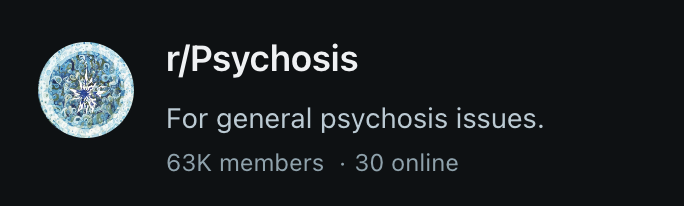 r/Psychosis
For general psychosis issues.
63K members · 30 online